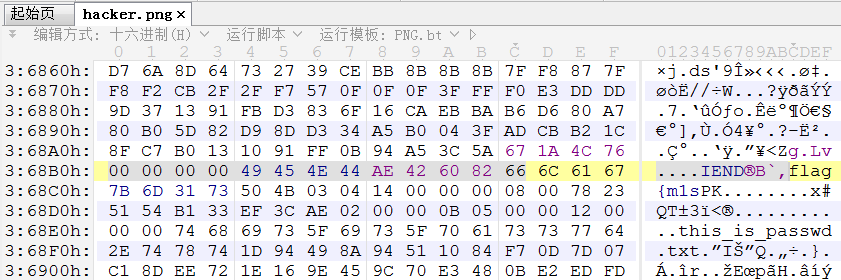 起始页 hacker.png ×
编辑方式: 十六进制(H) 运行脚本 运行模板: PNG.bt
0 1 2 3 4 5 6 7 8 9 A B Č D E F 0123456789ABČDEF
3:6860h: D7 6A 8D 64 73 27 39 CE BB 8B 8B 8B 7F F8 87 7F ×j.ds'9Î»‹‹‹.ø‡.
3:6870h: F8 F2 CB 2F 2F F7 57 0F 0F 0F 3F FF F0 E3 DD DD øòË//÷W...?ÿðãÝÝ
3:6880h: 9D 37 13 91 FB D3 83 6F 16 CA EB BA B6 D6 80 A7 .7.‘ûÓƒo.Êëº¶Ö€§
3:6890h: 80 B0 5D 82 D9 8D D3 34 A5 B0 04 3F AD CB B2 1C €°]‚Ù.Ó4¥°.?-Ë².
3:68A0h: 8F C7 B0 13 10 91 FF 0E 94 A5 3C 5A 67 1A 4C 76 .Ç°..‘ÿ.”¥<Zg.Lv
3:68B0h: 00 00 00 00 49 45 4E 44 AE 42 60 82 66 6C 61 67 ....IEND®B`‚flag
3:68C0h: 7B 6D 31 73 50 4B 03 04 14 00 00 00 08 00 78 23 {m1sPK........x#
3:68D0h: 51 54 B1 33 EF 3C AE 02 00 00 0B 05 00 00 12 00 QT±3ï<®.........
3:68E0h: 00 00 74 68 69 73 5F 69 73 5F 70 61 73 73 77 64 ..this_is_passwd
3:68F0h: 2E 74 78 74 1D 94 49 8A 94 51 10 84 F7 0D 7D 07 .txt.”IŠ”Q.„÷.}.
3:6900h: C1 8D EE 72 1E 16 9E 45 9C 70 E3 48 0B E2 ED FD Á.îr..žEœpãH.âíý